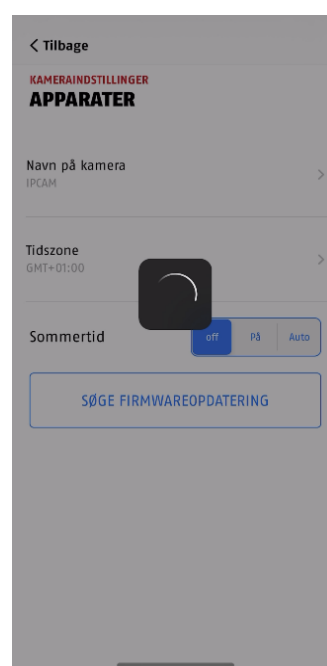 Tilbage
KAMERAINDSTILLINGER
APPARATER
Navn på kamera
IPCAM
Tidszone
GMT+01:00
Sommertid
off På Auto
SØGE FIRMWAREOPDATERING